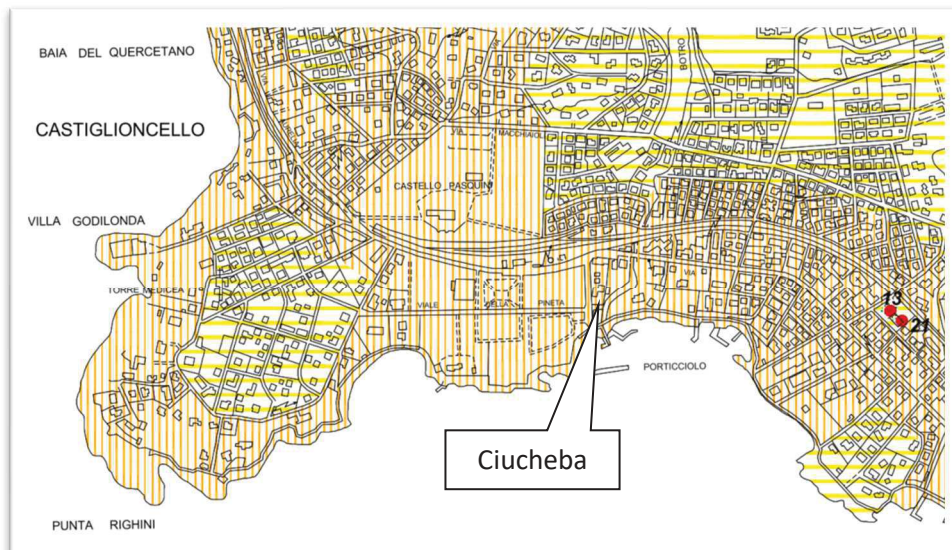 BAIA DEL QUERCETANO
CASTIGLIONCELLO
BOTRO
VIA
MACCHIAIOLI
CASTELLO PASQUINI
VILLA GODILONDA
TORRE MEDICEA
VIALE
DELLA
PINETA
VIA
13
21
PORTICCIOLO
Ciucheba
PUNTA RIGHINI